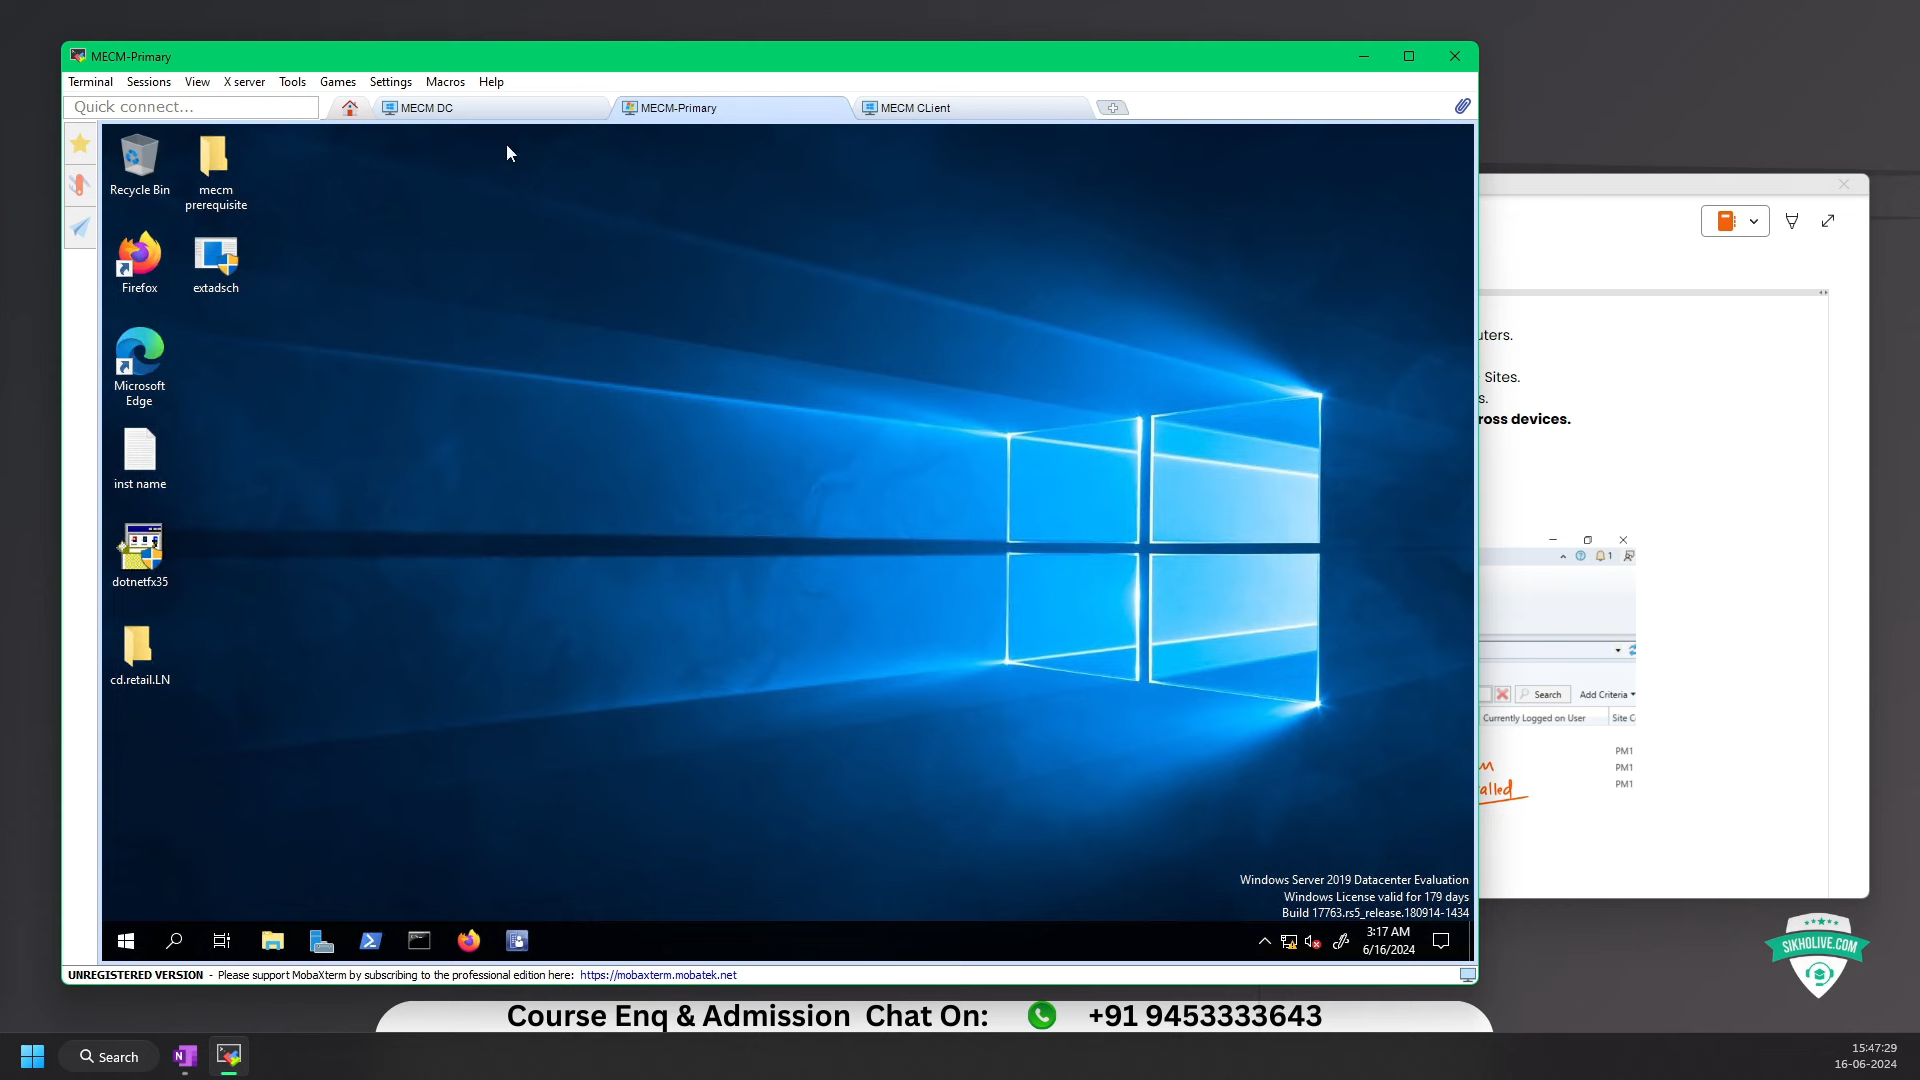 MECM-Primary
Terminal Sessions View X server Tools Games Settings Macros Help
Quick connect...
MECM DC
MECM-Primary
MECM CLient
Recycle Bin
mecm
prerequisite
Firefox
extadsch
Microsoft
Edge
inst name
dotnetfx35
cd.retail.LN
Windows Server 2019 Datacenter Evaluation
Windows License valid for 179 days
Build 17763.rs5_release.180914-1434
3:17 AM
6/16/2024
UNREGISTERED VERSION - Please support MobaXterm by subscribing to the professional edition here: https://mobaxterm.mobatek.net
Sites.
ross devices.
1
Search
Add Criteria
Currently Logged on User
PM1
PM1
PM1
SIKHOLIVE.COM
Course Enq & Admission Chat On: +91 9453333643
Search
15:47:29
16-06-2024